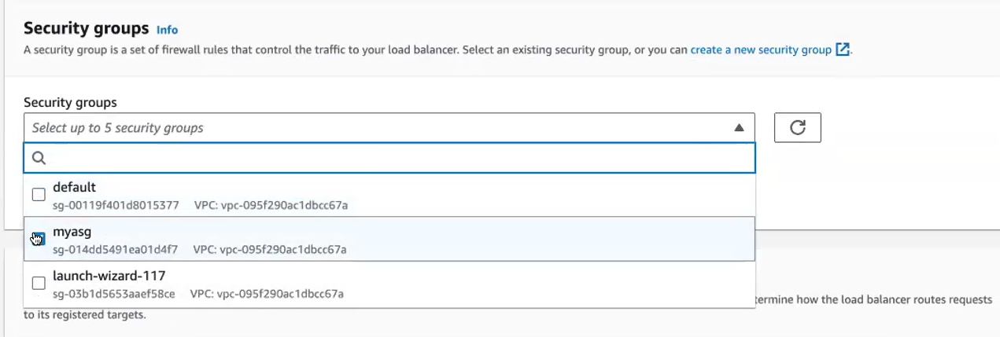 Security groups Info
A security group is a set of firewall rules that control the traffic to your load balancer. Select an existing security group, or you can create a new security group.
Security groups
Select up to 5 security groups
default
sg-00119f401d8015377 VPC: vpc-095f290ac1dbcc67a
myasg
sg-014dd5491ea01d4f7 VPC: vpc-095f290ac1dbcc67a
launch-wizard-117
sg-03b1d5653aaef58ce VPC: vpc-095f290ac1dbcc67a
termine how the load balancer routes requests
to its registered targets.